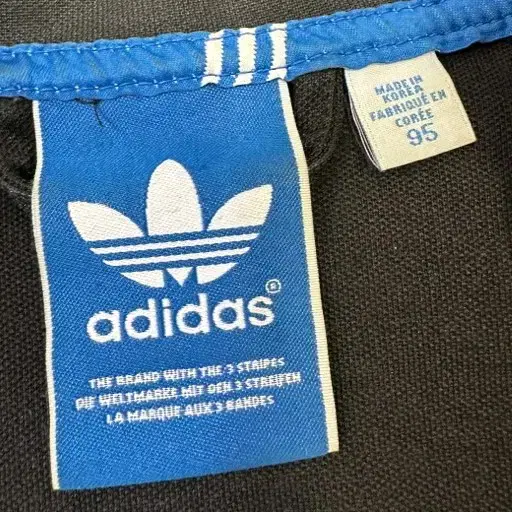 MADE IN
KOREA
FABRIQUÉ EN
CORÉE
95
adidas®
THE BRAND WITH THE 3 STRIPES
DIE WELTMARKE MIT DEN 3 STREIFEN
LA MARQUE AUX 3 BANDES